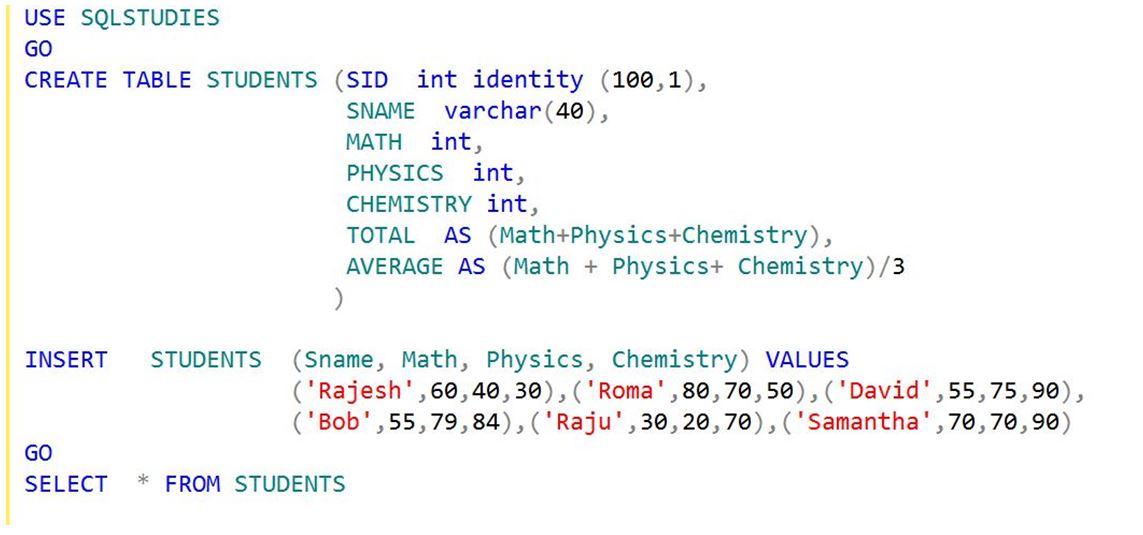 USE SQLSTUDIES
GO
CREATE TABLE STUDENTS (SID  int identity (100,1),
SNAME  varchar(40),
MATH  int,
PHYSICS  int,
CHEMISTRY int,
TOTAL  AS (Math+Physics+Chemistry),
AVERAGE AS (Math + Physics+ Chemistry)/3
)
INSERT   STUDENTS  (Sname, Math, Physics, Chemistry) VALUES
('Rajesh',60,40,30),('Roma',80,70,50),('David',55,75,90),
('Bob',55,79,84),('Raju',30,20,70),('Samantha',70,70,90)
GO
SELECT  * FROM STUDENTS